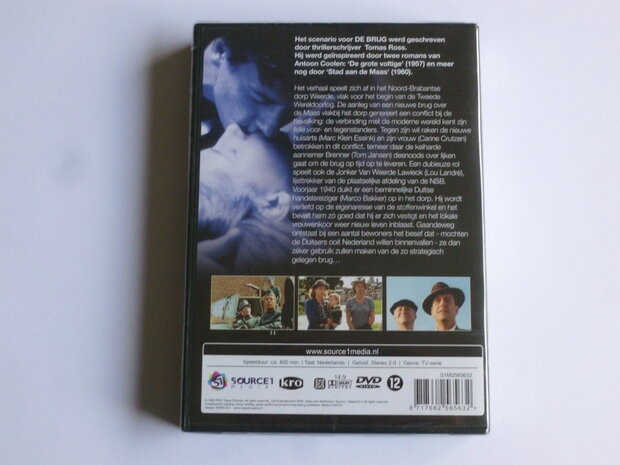 Het scenario voor DE BRUG werd geschreven
door thrillerschrijver Tomas Ross.
Hij werd geïnspireerd door twee romans van
Antoon Coolen: 'De grote voltige' (1957) en meer
nog door 'Stad aan de Maas' (1960).
Het verhaal speelt zich af in het Noord-Brabantse
dorp Weerde, vlak voor het begin van de Tweede
Wereldoorlog. De aanleg van een nieuwe brug over
de Maas vlakbij het dorp genereert een conflict bij de
bevolking: de verbinding met de moderne wereld kent zijn
felle voor- en tegenstanders. Tegen zijn wil raken de nieuwe
huisarts (Marc Klein Essink) en zijn vrouw (Carine Crutzen)
betrokken in dit conflict, temeer daar de keiharde
aannemer Brenner (Tom Jansen) desnoods over lijken
gaat om de brug op tijd op te leveren. Een dubieuze rol
speelt ook de Jonker Van Weerde Lawieck (Lou Landré),
lijsttrekker van de plaatselijke afdeling van de NSB.
Voorjaar 1940 duikt er een beminnelijke Duitse
handelsreiziger (Marco Bakker) op in het dorp. Hij wordt
verliefd op de eigenaresse van de stoffenwinkel en het
bevalt hem zó goed dat hij er zich vestigt en het lokale
vrouwenkoor weer nieuw leven inblaast. Gaandeweg
ontstaat bij een aantal bewoners het besef dat - mochten
de Duitsers ooit Nederland willen binnenvallen - ze dan
zéker gebruik zullen maken van de zo strategisch
gelegen brug...
www.source1media.nl
Speelduur: ca. 400 min. | Taal: Nederlands | Geluid: Stereo 2.0 | Genre: TV-serie
SOURCE 1
MEDIA
kro
14:9
DOLBY
DIGITAL
DVD
VIDEO
12
S1M2565632
8 717662 565632 >